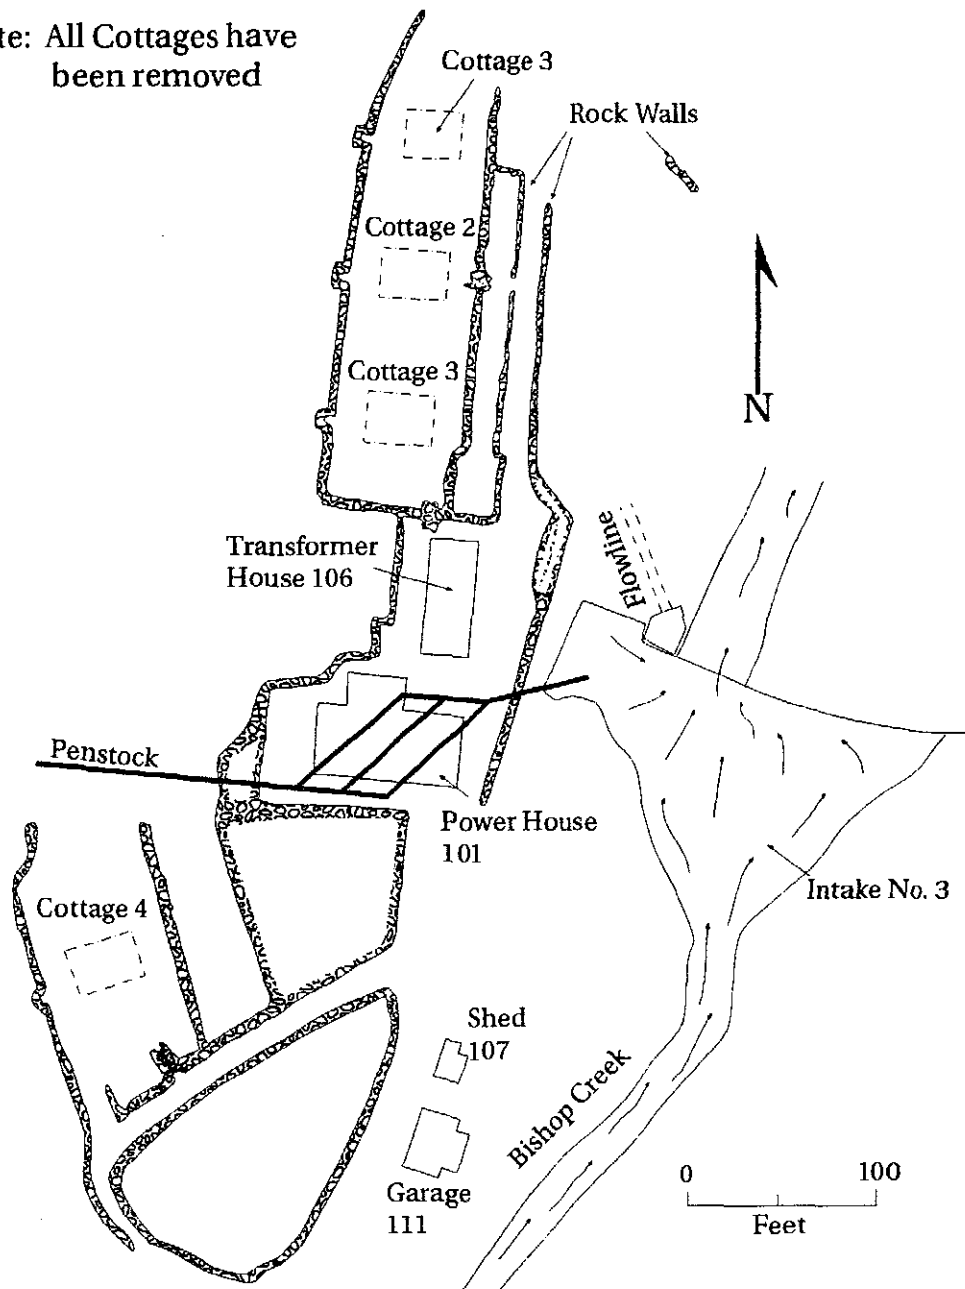 te: All Cottages have
been removed
Cottage 3
Rock Walls
Cottage 2
Cottage 3
N
Transformer
House 106
Flowline
Penstock
Power House
101
Intake No. 3
Cottage 4
Shed
107
Bishop Creek
Garage
111
0 100
Feet